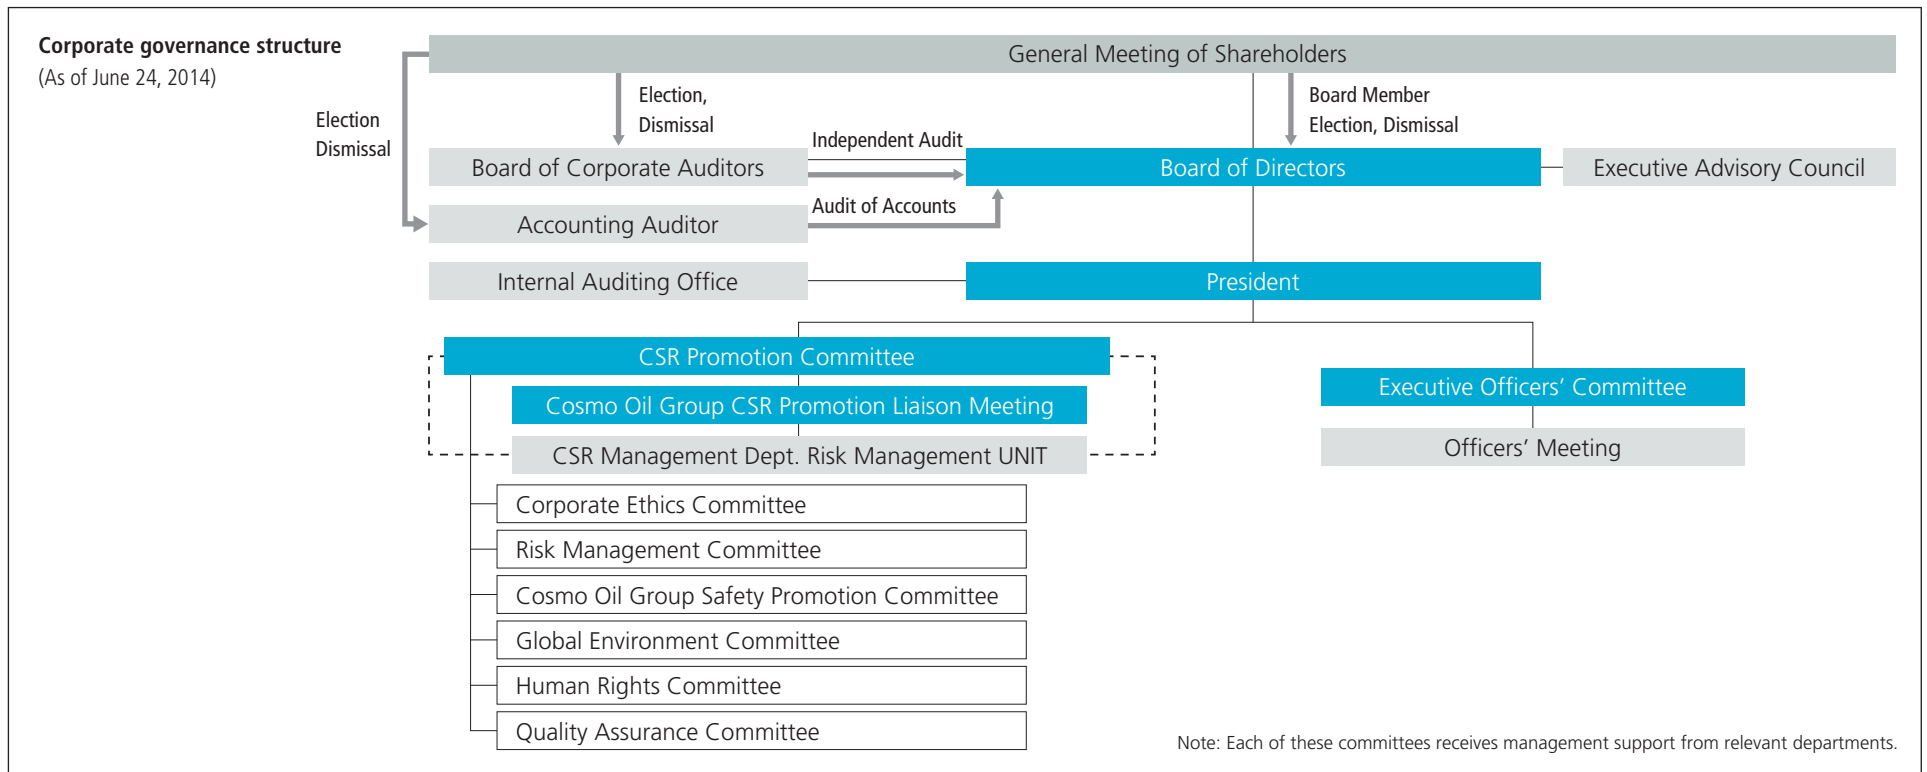 Corporate governance structure
(As of June 24, 2014)
General Meeting of Shareholders
Election
Dismissal
Election,
Dismissal
Board Member
Election, Dismissal
Independent Audit
Board of Corporate Auditors
Board of Directors
Executive Advisory Council
Audit of Accounts
Accounting Auditor
Internal Auditing Office
President
CSR Promotion Committee
Cosmo Oil Group CSR Promotion Liaison Meeting
CSR Management Dept. Risk Management UNIT
Executive Officers’ Committee
Officers’ Meeting
Corporate Ethics Committee
Risk Management Committee
Cosmo Oil Group Safety Promotion Committee
Global Environment Committee
Human Rights Committee
Quality Assurance Committee
Note: Each of these committees receives management support from relevant departments.